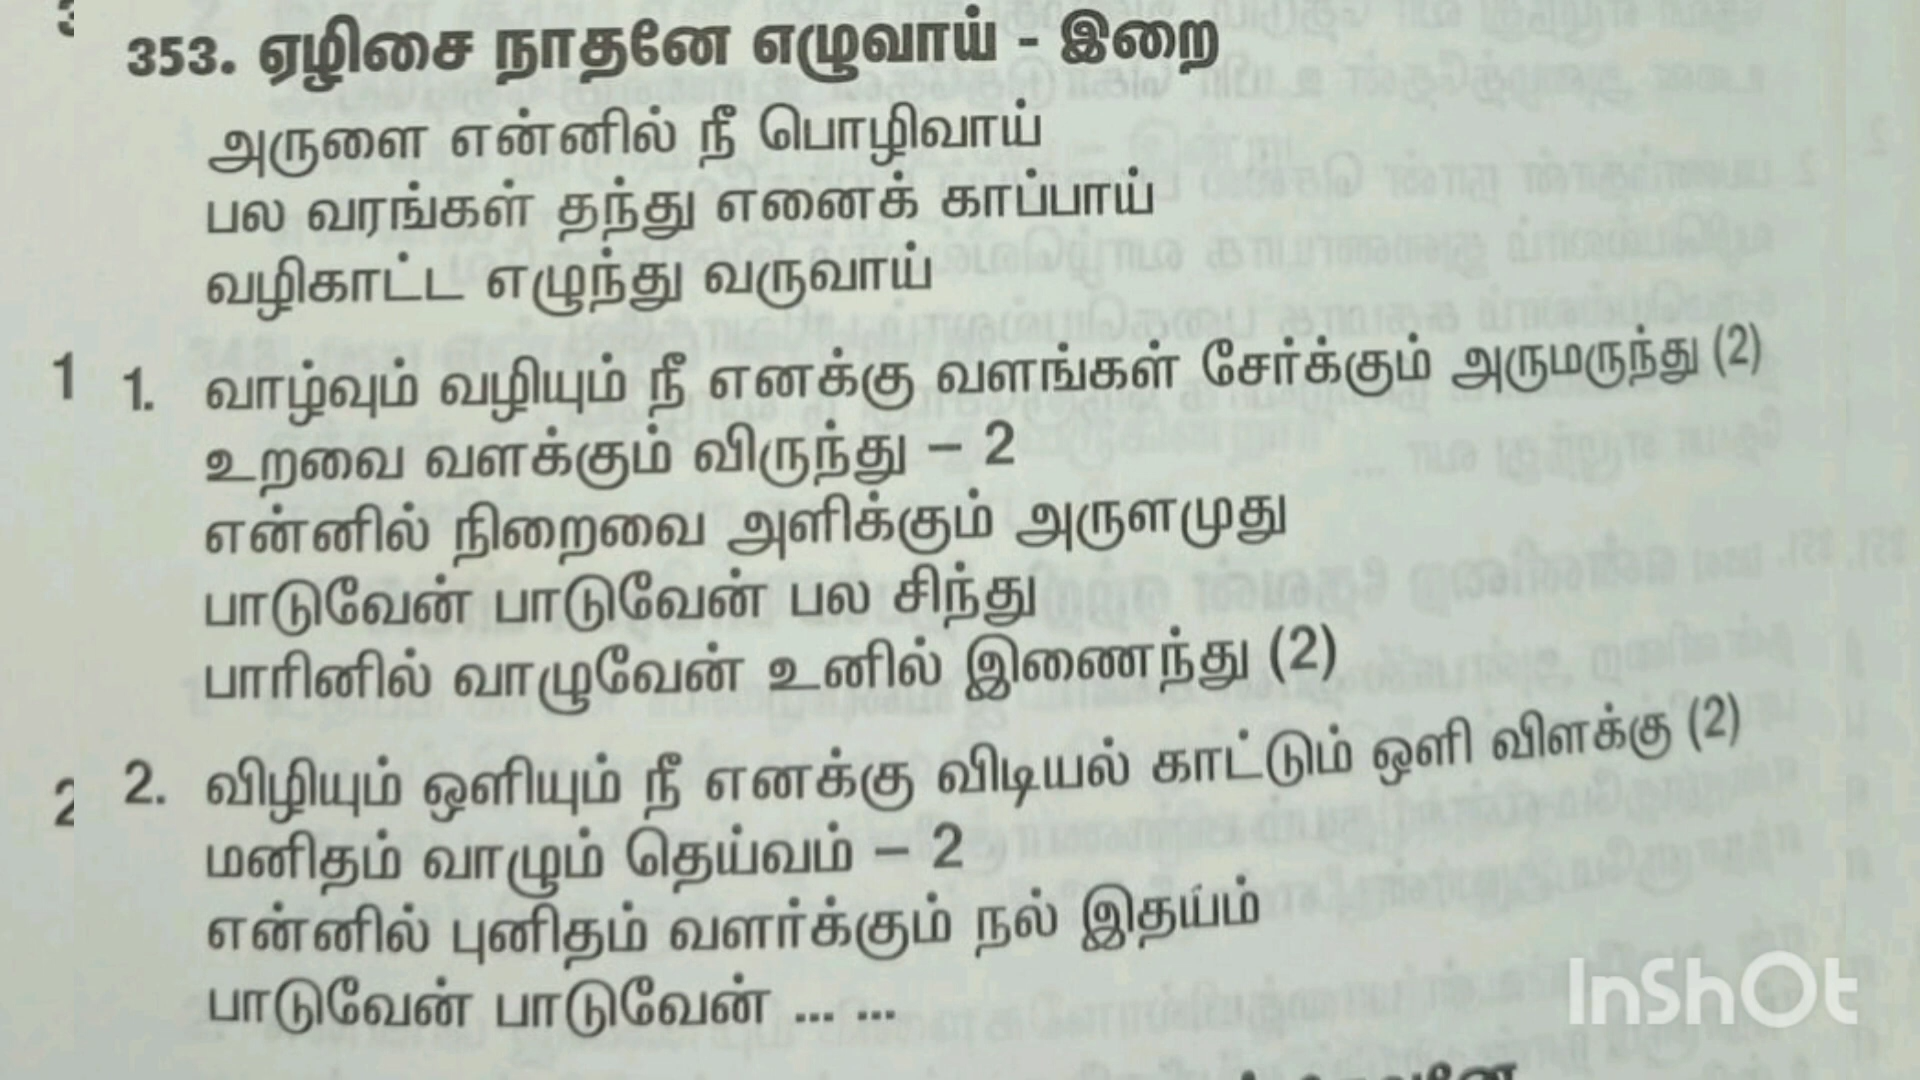 353. ஏழிசை நாதனே எழுவாய் - இறை
அருளை என்னில் நீ பொழிவாய்
பல வரங்கள் தந்து எனைக் காப்பாய்
வழிகாட்ட எழுந்து வருவாய்
1 1. வாழ்வும் வழியும் நீ எனக்கு வளங்கள் சேர்க்கும் அருமருந்து (2)
உறவை வளக்கும் விருந்து – 2
என்னில் நிறைவை அளிக்கும் அருளமுது
பாடுவேன் பாடுவேன் பல சிந்து
பாரினில் வாழுவேன் உனில் இணைந்து (2)
2 2. விழியும் ஒளியும் நீ எனக்கு விடியல் காட்டும் ஒளி விளக்கு (2)
மனிதம் வாழும் தெய்வம் – 2
என்னில் புனிதம் வளர்க்கும் நல் இதயம்
பாடுவேன் பாடுவேன் ... ...
InShOt